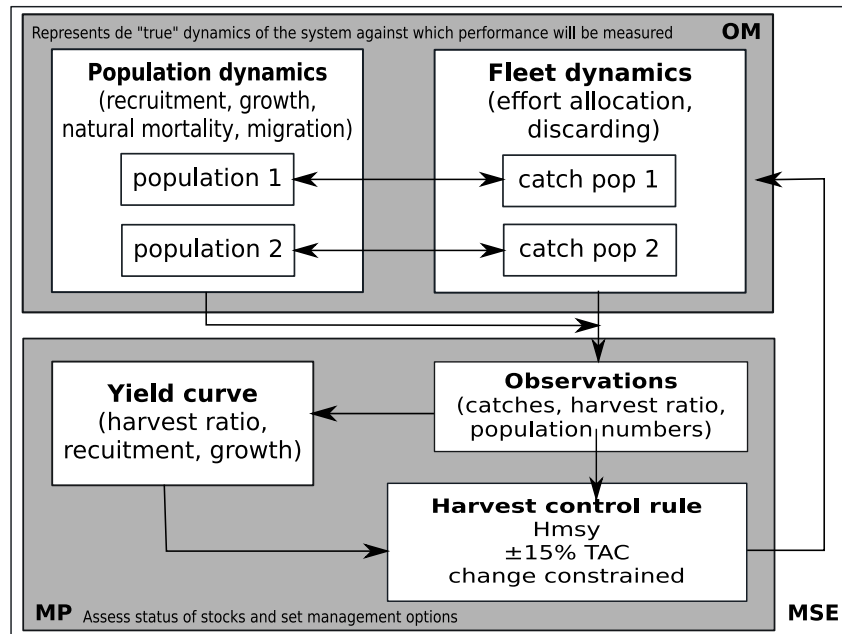 Represents de "true" dynamics of the system against which performance will be measured OM
Population dynamics
(recruitment, growth,
natural mortality, migration)
population 1
population 2
Fleet dynamics
(effort allocation,
discarding)
catch pop 1
catch pop 2
Yield curve
(harvest ratio,
recuitment, growth)
Observations
(catches, harvest ratio,
population numbers)
Harvest control rule
Hmsy
±15% TAC
change constrained
MP Assess status of stocks and set management options
MSE